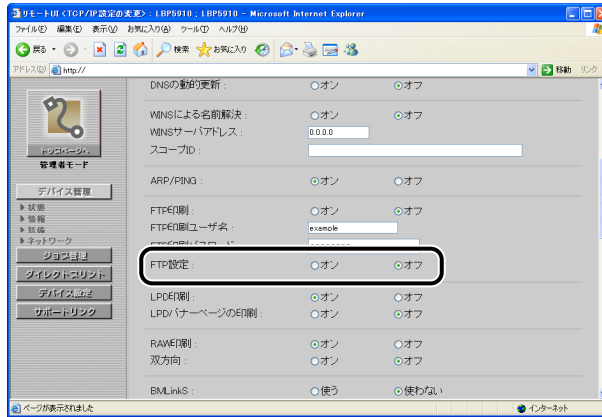 リモートUI <TCP/IP設定の変更> : LBP5910 ; LBP5910 - Microsoft Internet Explorer
ファイル(F) 編集(E) 表示(V) お気に入り(A) ツール(T) ヘルプ(H)
戻る 検索 お気に入り
アドレス(D) http:// 移動 リンク
DNSの動的更新 : オン オフ
WINSによる名前解決 : オン オフ
WINSサーバアドレス : 0.0.0.0
スコープID :
トップページへ
管理者モード
ARP/PING : オン オフ
デバイス管理
状態
情報
装備
ネットワーク
FTP印刷 : オン オフ
FTP印刷ユーザ名 : example
FTP印刷パスワード
ジョブ管理
FTP設定 : オン オフ
ダイレクトプリント
デバイス設定
LPD印刷 : オン オフ
サポートリンク
LPDバナーページの印刷 : オン オフ
RAW印刷 : オン オフ
双方向 : オン オフ
BMLinkS : 使う 使わない
ページが表示されました インターネット